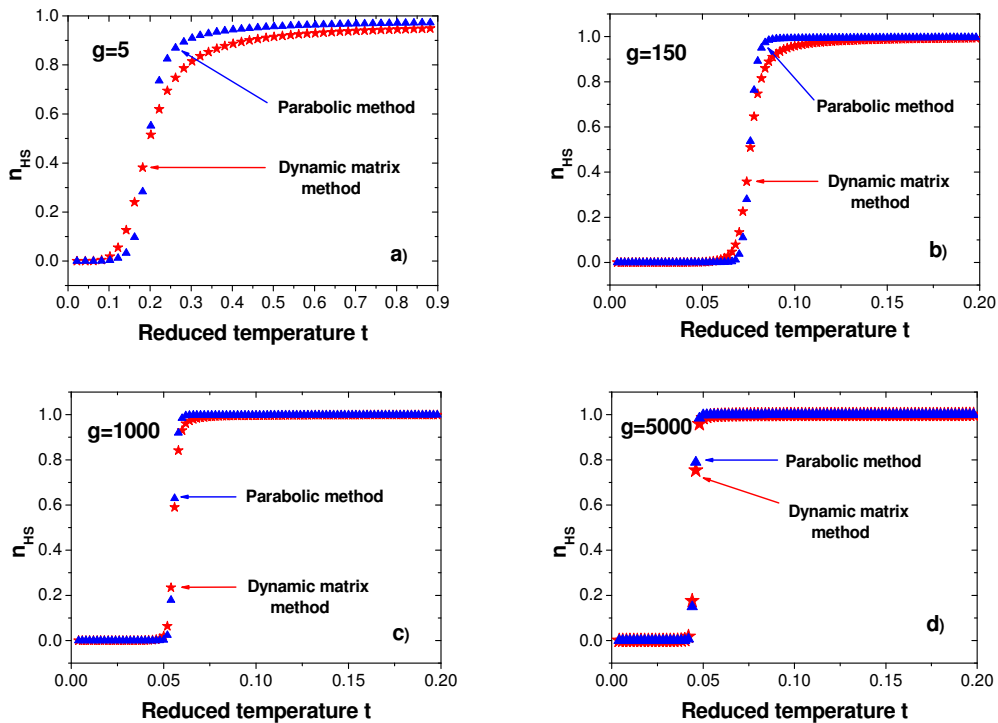 g=5
1.0
0.8
0.6
0.4
0.2
0.0
n_HS
Parabolic method
Dynamic matrix
method
a)
0.0 0.1 0.2 0.3 0.4 0.5 0.6 0.7 0.8 0.9
Reduced temperature t
g=150
1.0
0.8
0.6
0.4
0.2
0.0
n_HS
Parabolic method
Dynamic matrix
method
b)
0.00 0.05 0.10 0.15 0.20
Reduced temperature t
g=1000
1.0
0.8
0.6
0.4
0.2
0.0
n_HS
Parabolic method
Dynamic matrix
method
c)
0.00 0.05 0.10 0.15 0.20
Reduced temperature t
g=5000
1.0
0.8
0.6
0.4
0.2
0.0
n_HS
Parabolic method
Dynamic matrix
method
d)
0.00 0.05 0.10 0.15 0.20
Reduced temperature t